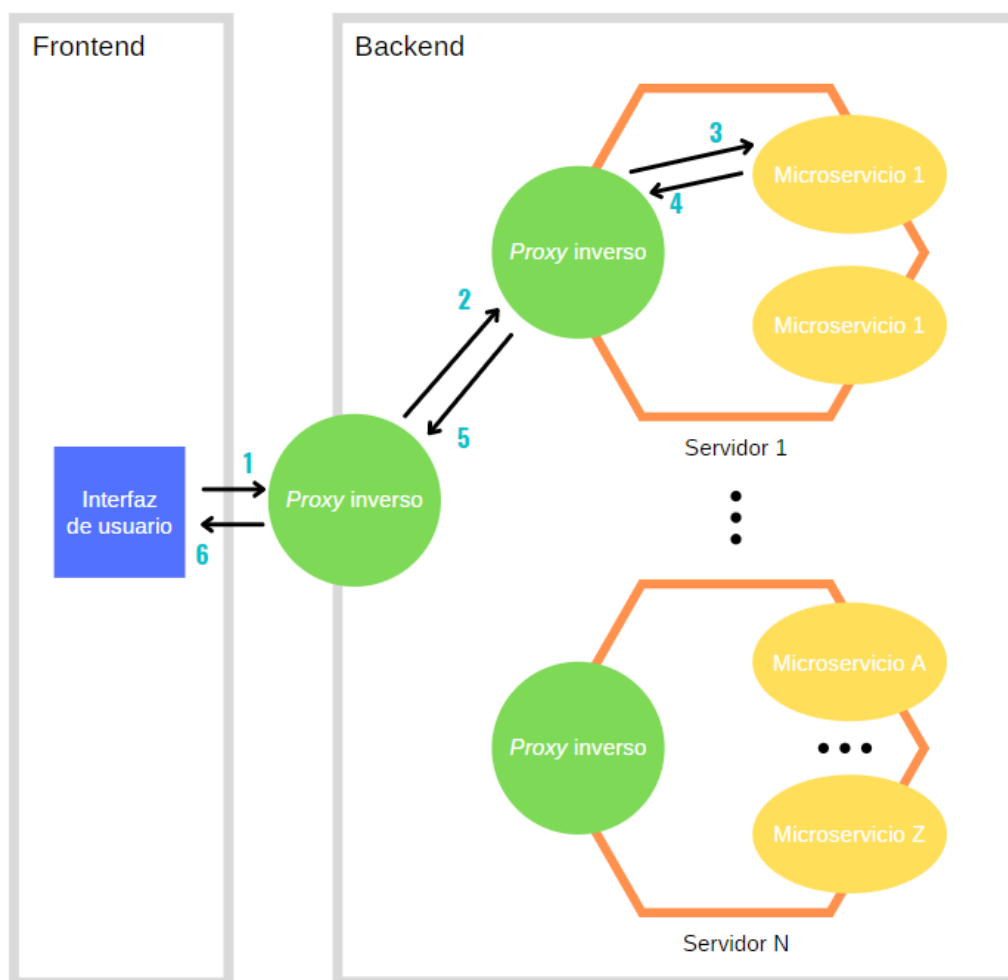 Frontend
Backend
3
Microservicio 1
4
Proxy inverso
2
Microservicio 1
5
Servidor 1
1
Interfaz
de usuario
Proxy inverso
6
Microservicio A
Proxy inverso
Microservicio Z
Servidor N